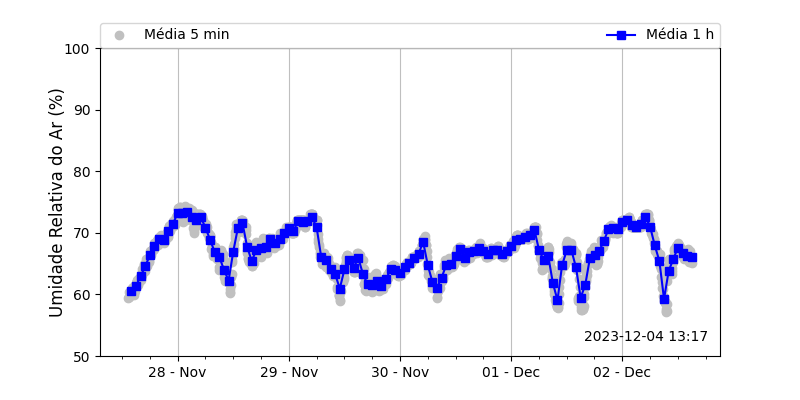 Média 5 min
Média 1 h
Umidade Relativa do Ar (%)
100
90
80
70
60
50
2023-12-04 13:17
28 - Nov
29 - Nov
30 - Nov
01 - Dec
02 - Dec